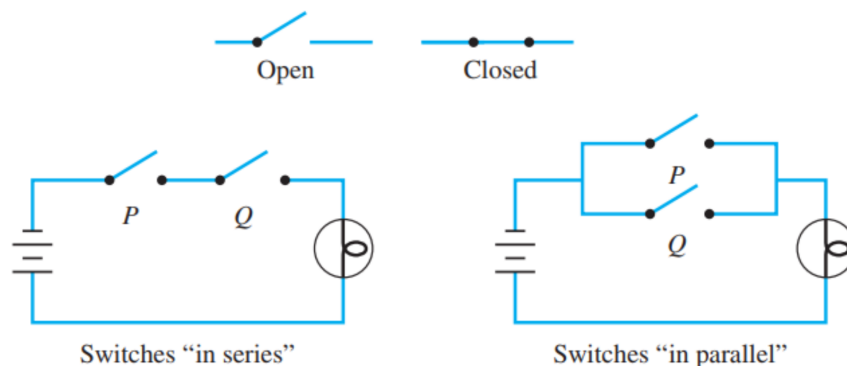 Open
Closed
P
Q
P
Q
Switches “in series”
Switches “in parallel”